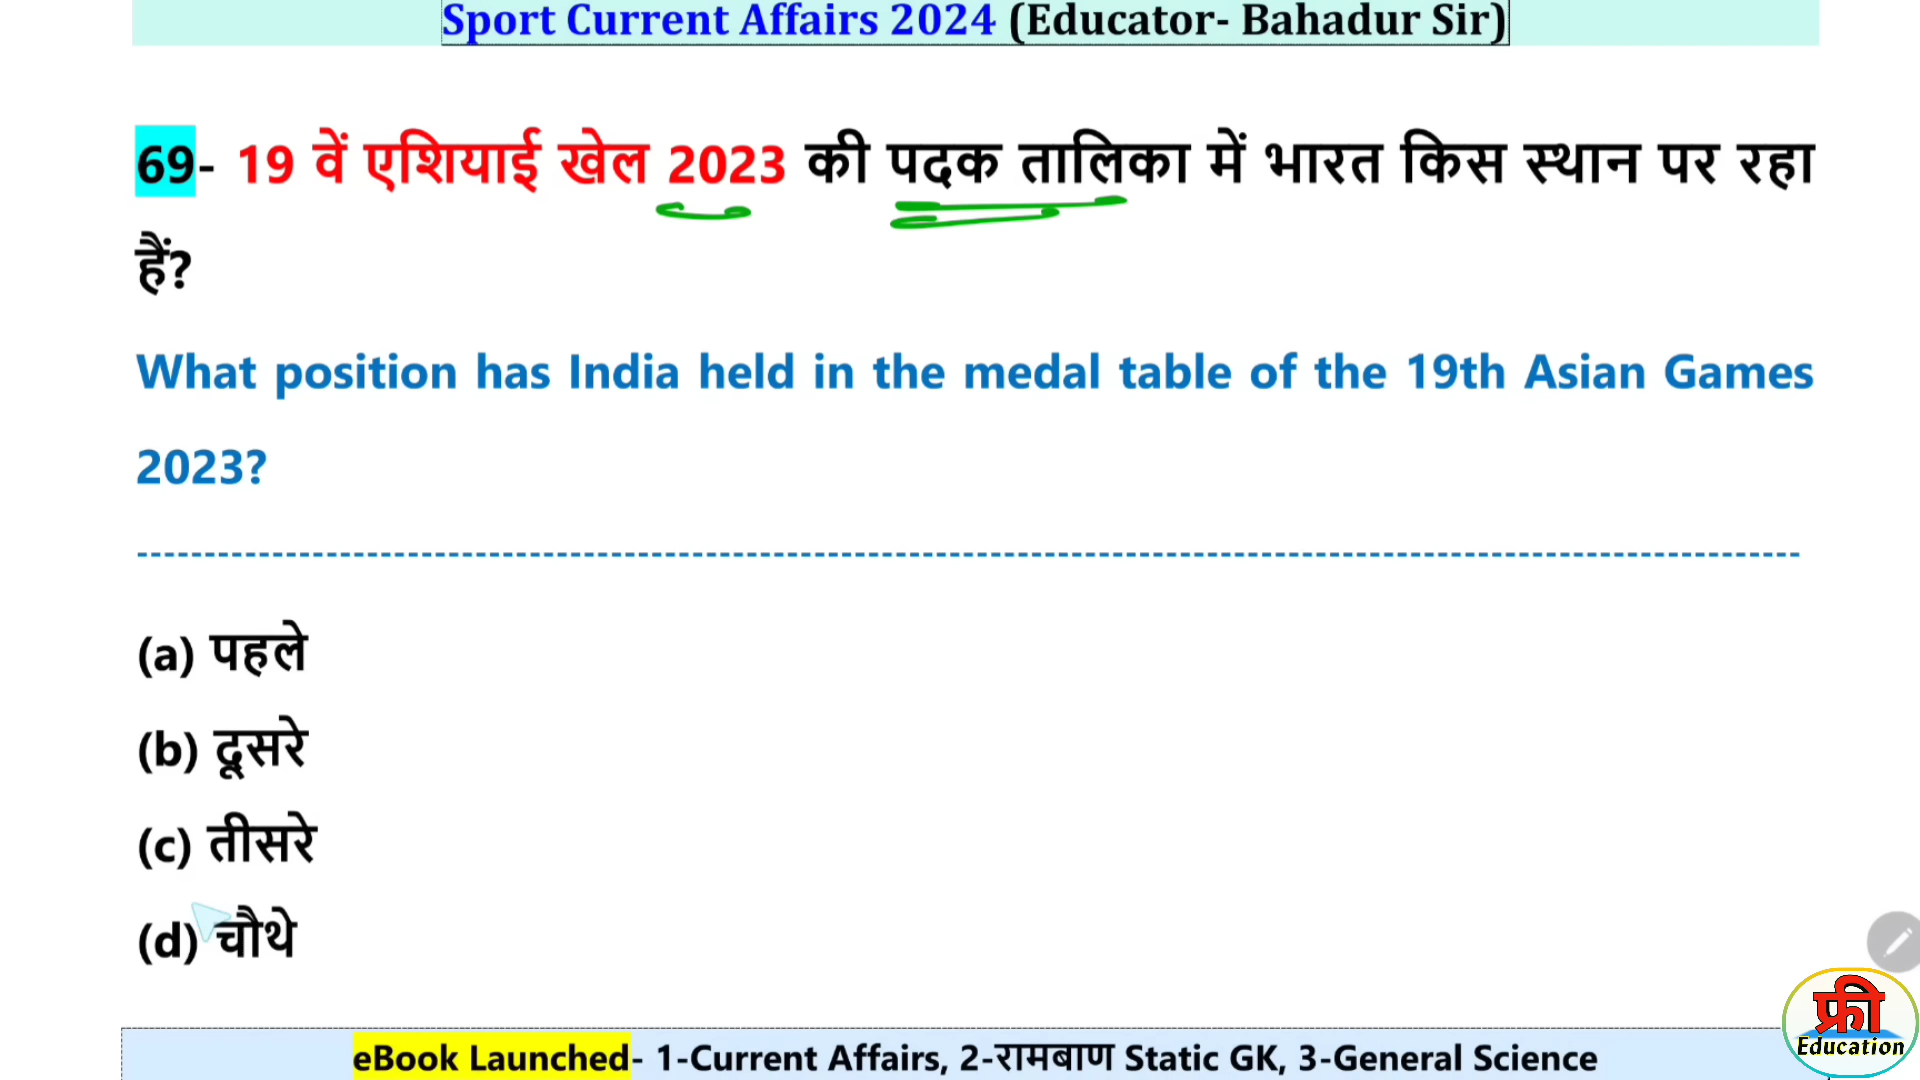 Sport Current Affairs 2024 (Educator- Bahadur Sir)
69- 19 वें एशियाई खेल 2023 की पदक तालिका में भारत किस स्थान पर रहा
हैं?
What position has India held in the medal table of the 19th Asian Games
2023?
(a) पहले
(b) दूसरे
(c) तीसरे
(d) चौथे
फ्री
Education
eBook Launched- 1-Current Affairs, 2-रामबाण Static GK, 3-General Science